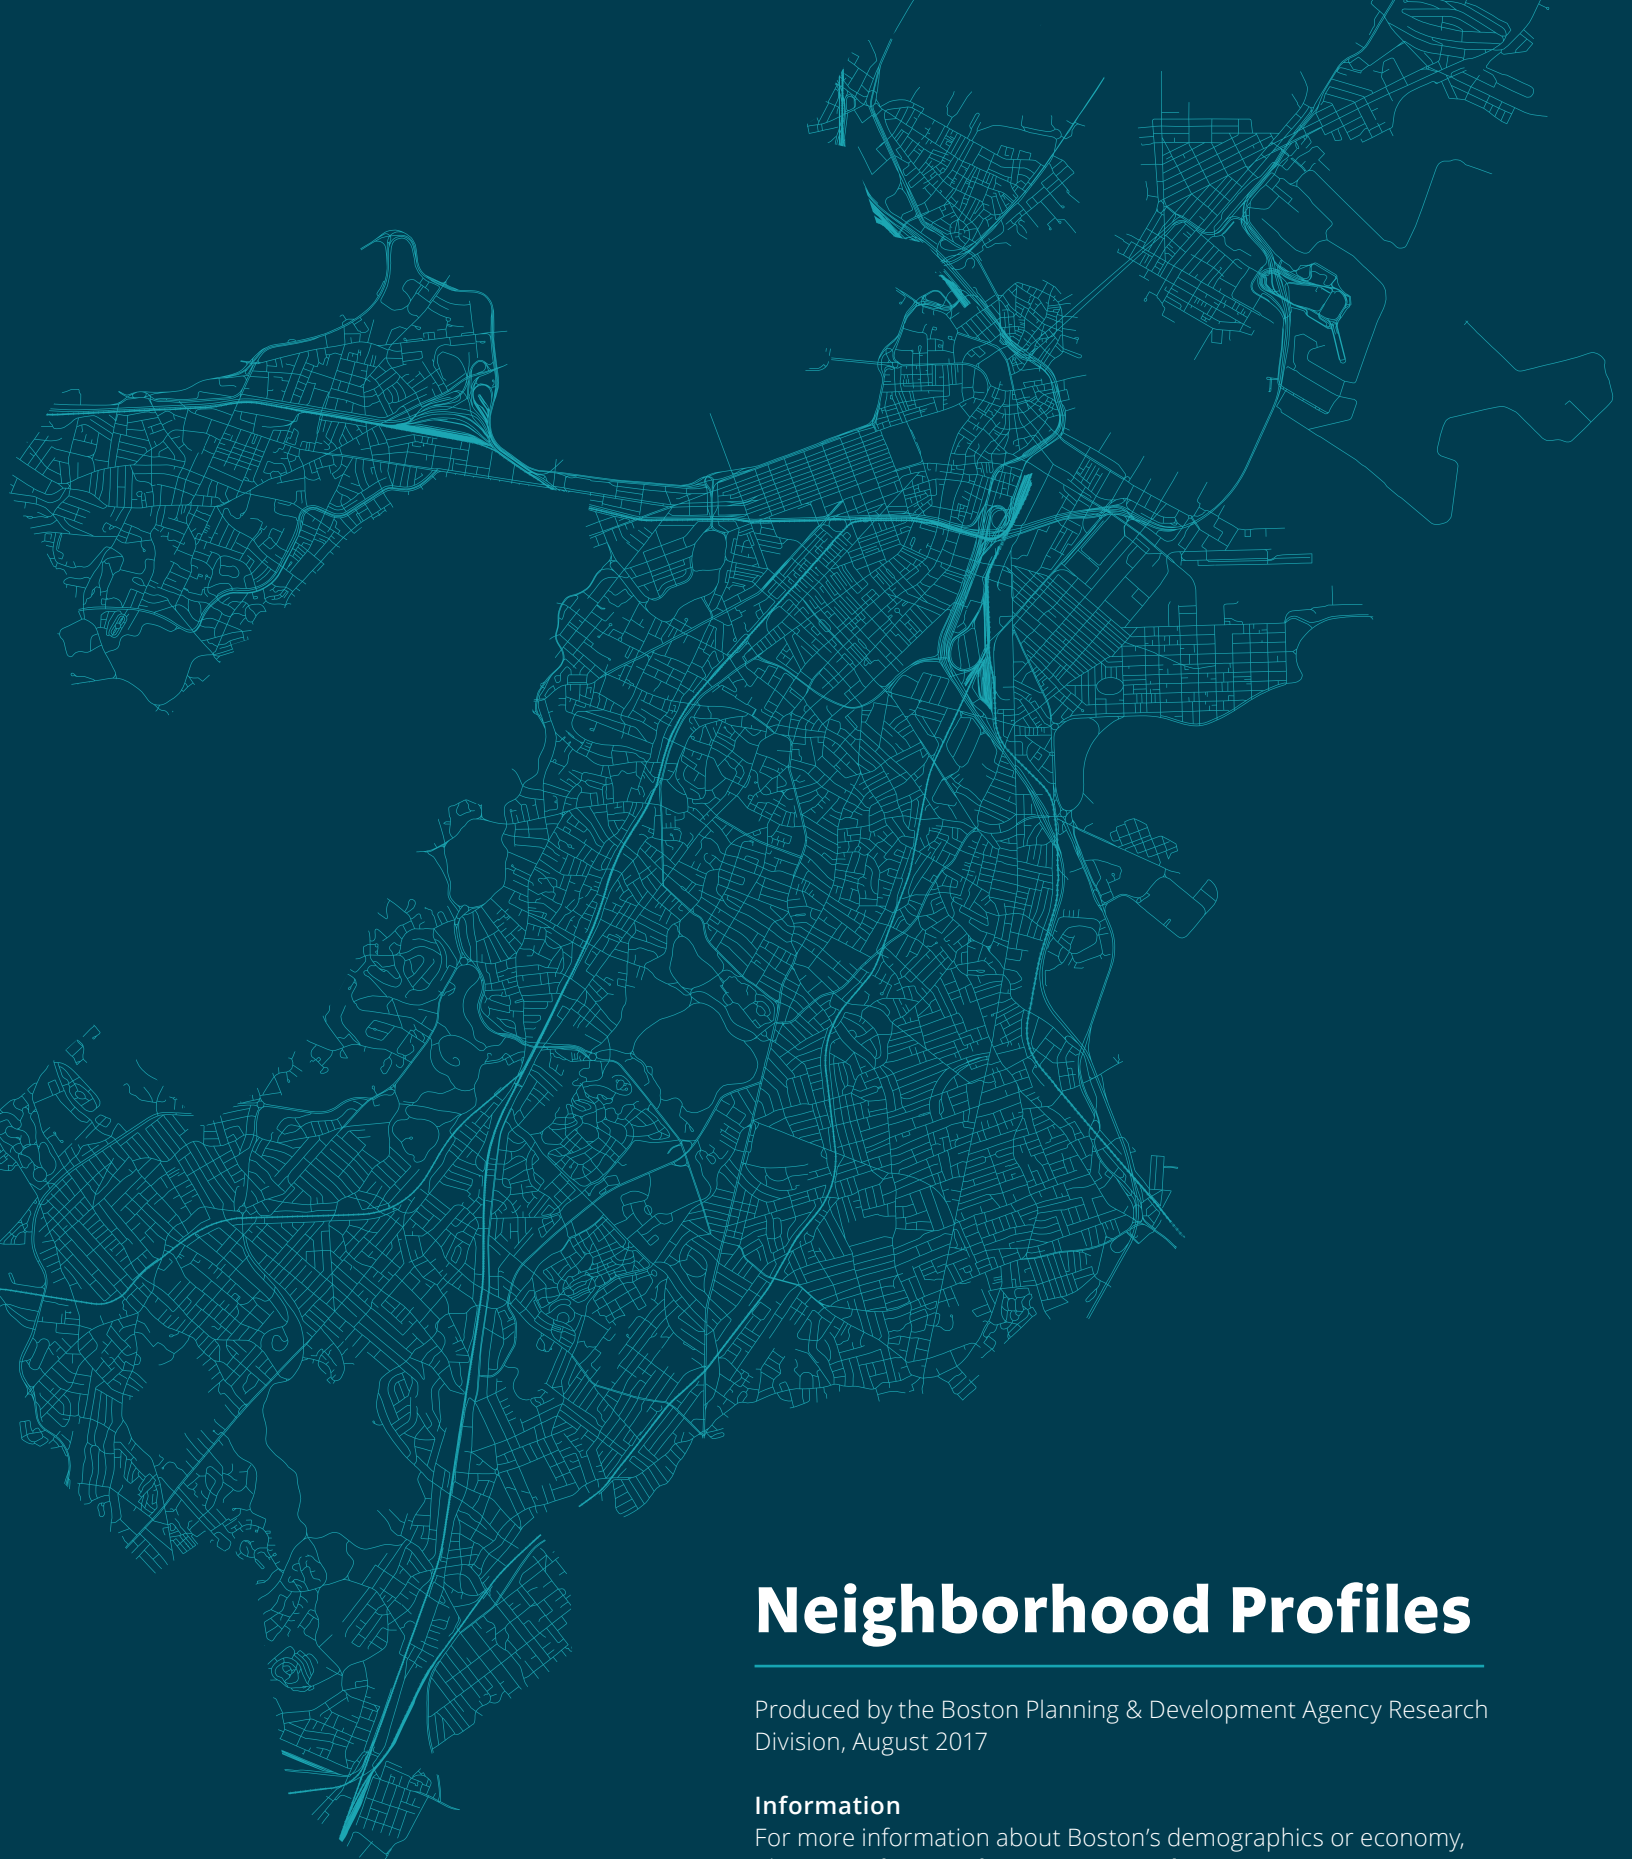 Neighborhood Profiles
Produced by the Boston Planning & Development Agency Research
Division, August 2017
Information
For more information about Boston’s demographics or economy,